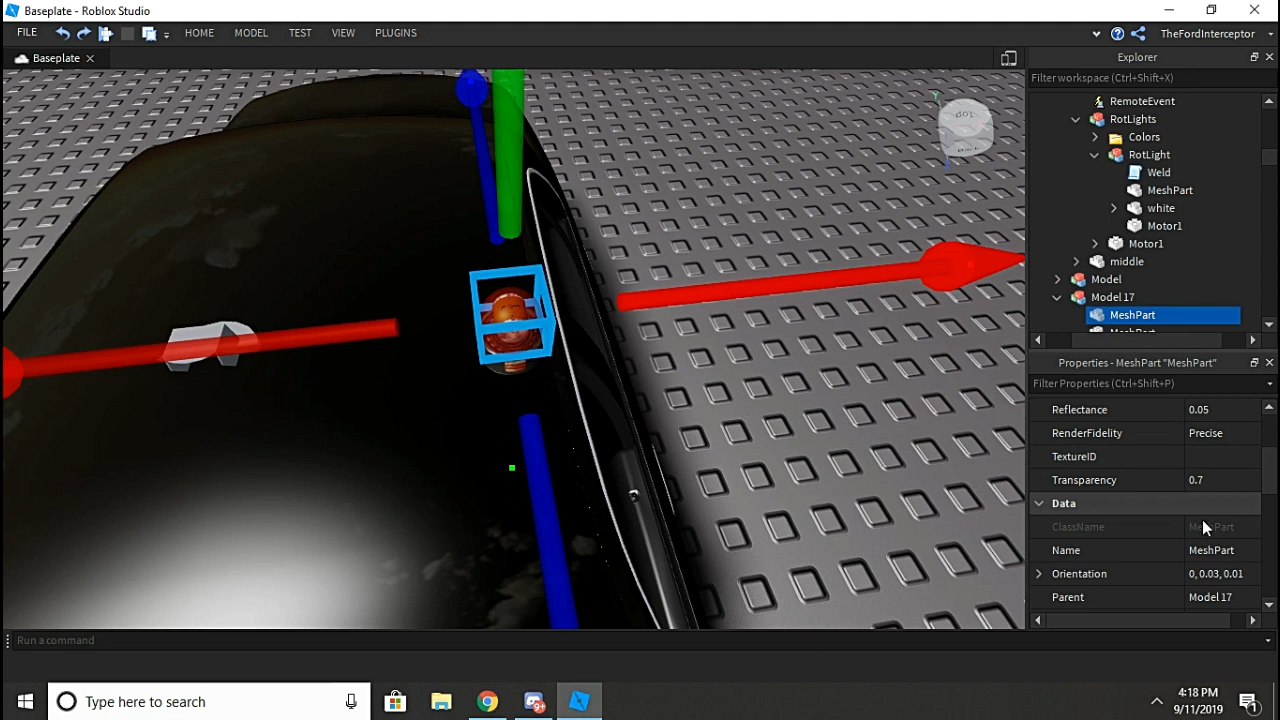 Baseplate - Roblox Studio
FILE HOME MODEL TEST VIEW PLUGINS TheFordInterceptor
Baseplate
Explorer
Filter workspace (Ctrl+Shift+X)
RemoteEvent
RotLights
Colors
RotLight
Weld
MeshPart
white
Motor1
Motor1
middle
Model
Model 17
MeshPart
MeshPart
Properties - MeshPart "MeshPart"
Filter Properties (Ctrl+Shift+P)
Reflectance 0.05
RenderFidelity Precise
TextureID
Transparency 0.7
Data
ClassName MeshPart
Name MeshPart
Orientation 0, 0.03, 0.01
Parent Model 17
Run a command
Type here to search
9+
4:18 PM
9/11/2019
1
Y